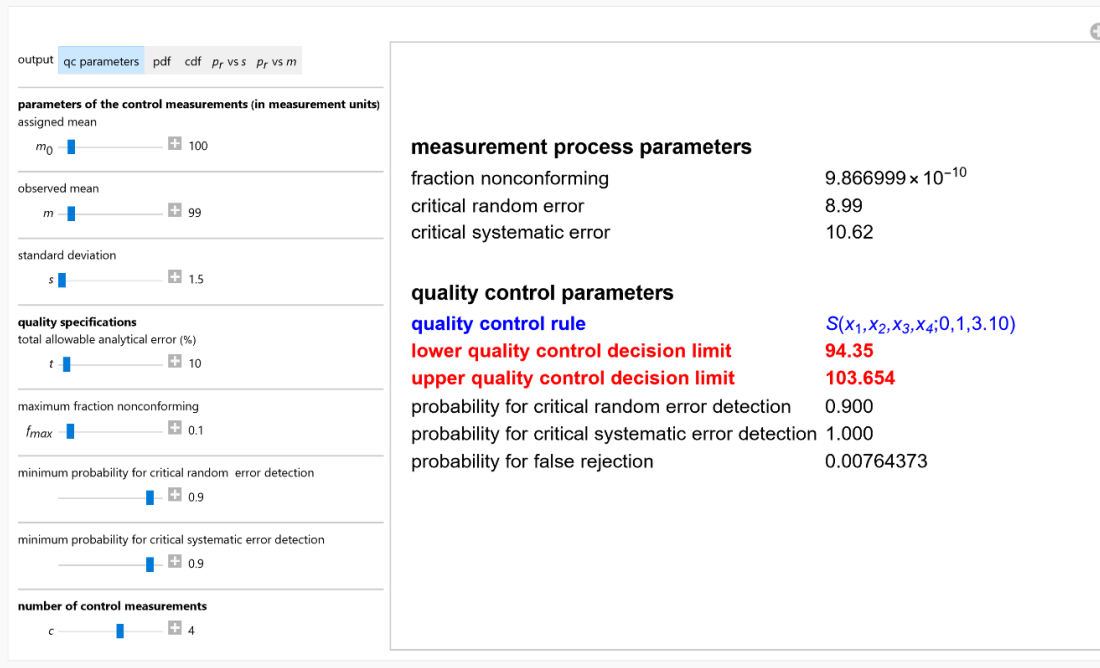 output qc parameters pdf cdf pᵣ vs s pᵣ vs m
parameters of the control measurements (in measurement units)
assigned mean
m₀ 100
observed mean
m 99
standard deviation
s 1.5
quality specifications
total allowable analytical error (%)
t 10
maximum fraction nonconforming
fmax 0.1
minimum probability for critical random error detection
0.9
minimum probability for critical systematic error detection
0.9
number of control measurements
c 4
measurement process parameters
fraction nonconforming 9.866999 × 10⁻¹⁰
critical random error 8.99
critical systematic error 10.62
quality control parameters
quality control rule S(x₁,x₂,x₃,x₄;0,1,3.10)
lower quality control decision limit 94.35
upper quality control decision limit 103.654
probability for critical random error detection 0.900
probability for critical systematic error detection 1.000
probability for false rejection 0.00764373